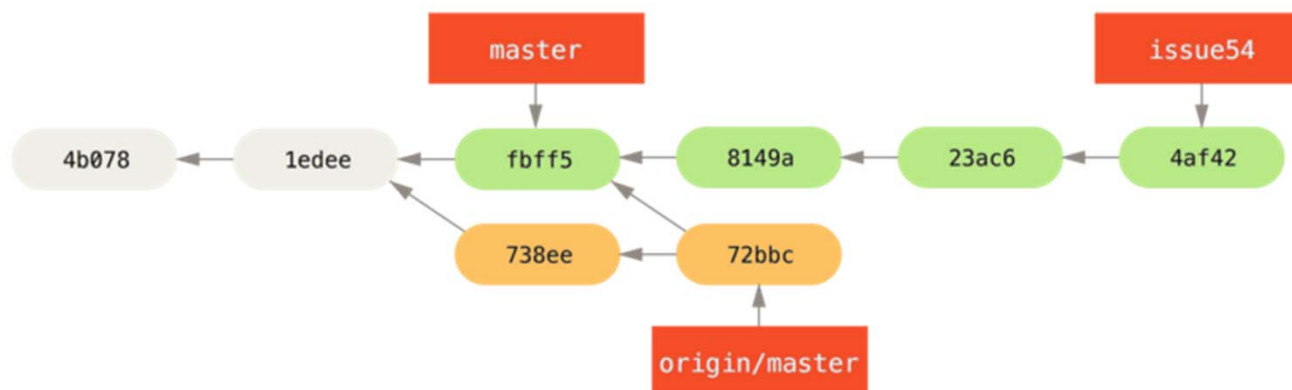 master
issue54
4b078
1edee
fbff5
8149a
23ac6
4af42
738ee
72bbc
origin/master